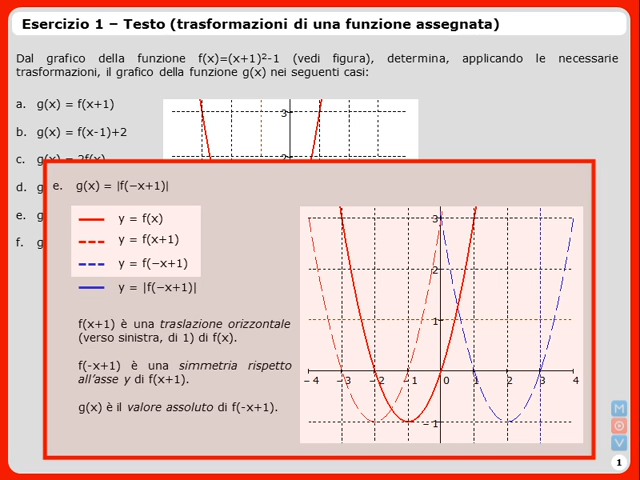 Esercizio 1 – Testo (trasformazioni di una funzione assegnata)
Dal grafico della funzione f(x)=(x+1)²-1 (vedi figura), determina, applicando le necessarie
trasformazioni, il grafico della funzione g(x) nei seguenti casi:
a. g(x) = f(x+1)
b. g(x) = f(x-1)+2
c. g(x) = 2f(x)
d. g
e. g
f. g
3
2
e. g(x) = |f(−x+1)|
y = f(x)
y = f(x+1)
y = f(−x+1)
y = |f(−x+1)|
f(x+1) è una traslazione orizzontale
(verso sinistra, di 1) di f(x).
f(-x+1) è una simmetria rispetto
all'asse y di f(x+1).
g(x) è il valore assoluto di f(-x+1).
3
2
1
−4 −3 −2 −1 0 1 2 3 4
−1
M
O
V
1